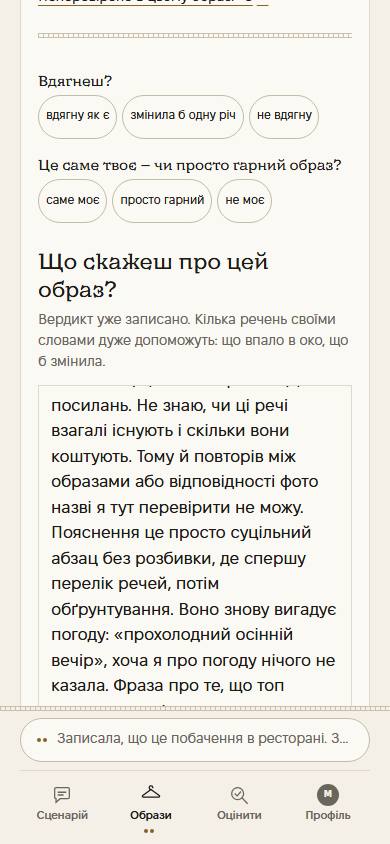 Вдягнеш?
вдягну як є
змінила б одну річ
не вдягну
Це саме твоє — чи просто гарний образ?
саме моє
просто гарний
не моє
Що скажеш про цей
образ?
Вердикт уже записано. Кілька речень своїми
словами дуже допоможуть: що впало в око, що
б змінила.
посилань. Не знаю, чи ці речі
взагалі існують і скільки вони
коштують. Тому й повторів між
образами або відповідності фото
назві я тут перевірити не можу.
Пояснення це просто суцільний
абзац без розбивки, де спершу
перелік речей, потім
обґрунтування. Воно знову вигадує
погоду: «прохолодний осінній
вечір», хоча я про погоду нічого не
казала. Фраза про те, що топ
Записала, що це побачення в ресторані. З...
Сценарій
Образи
Оцінити
М
Профіль